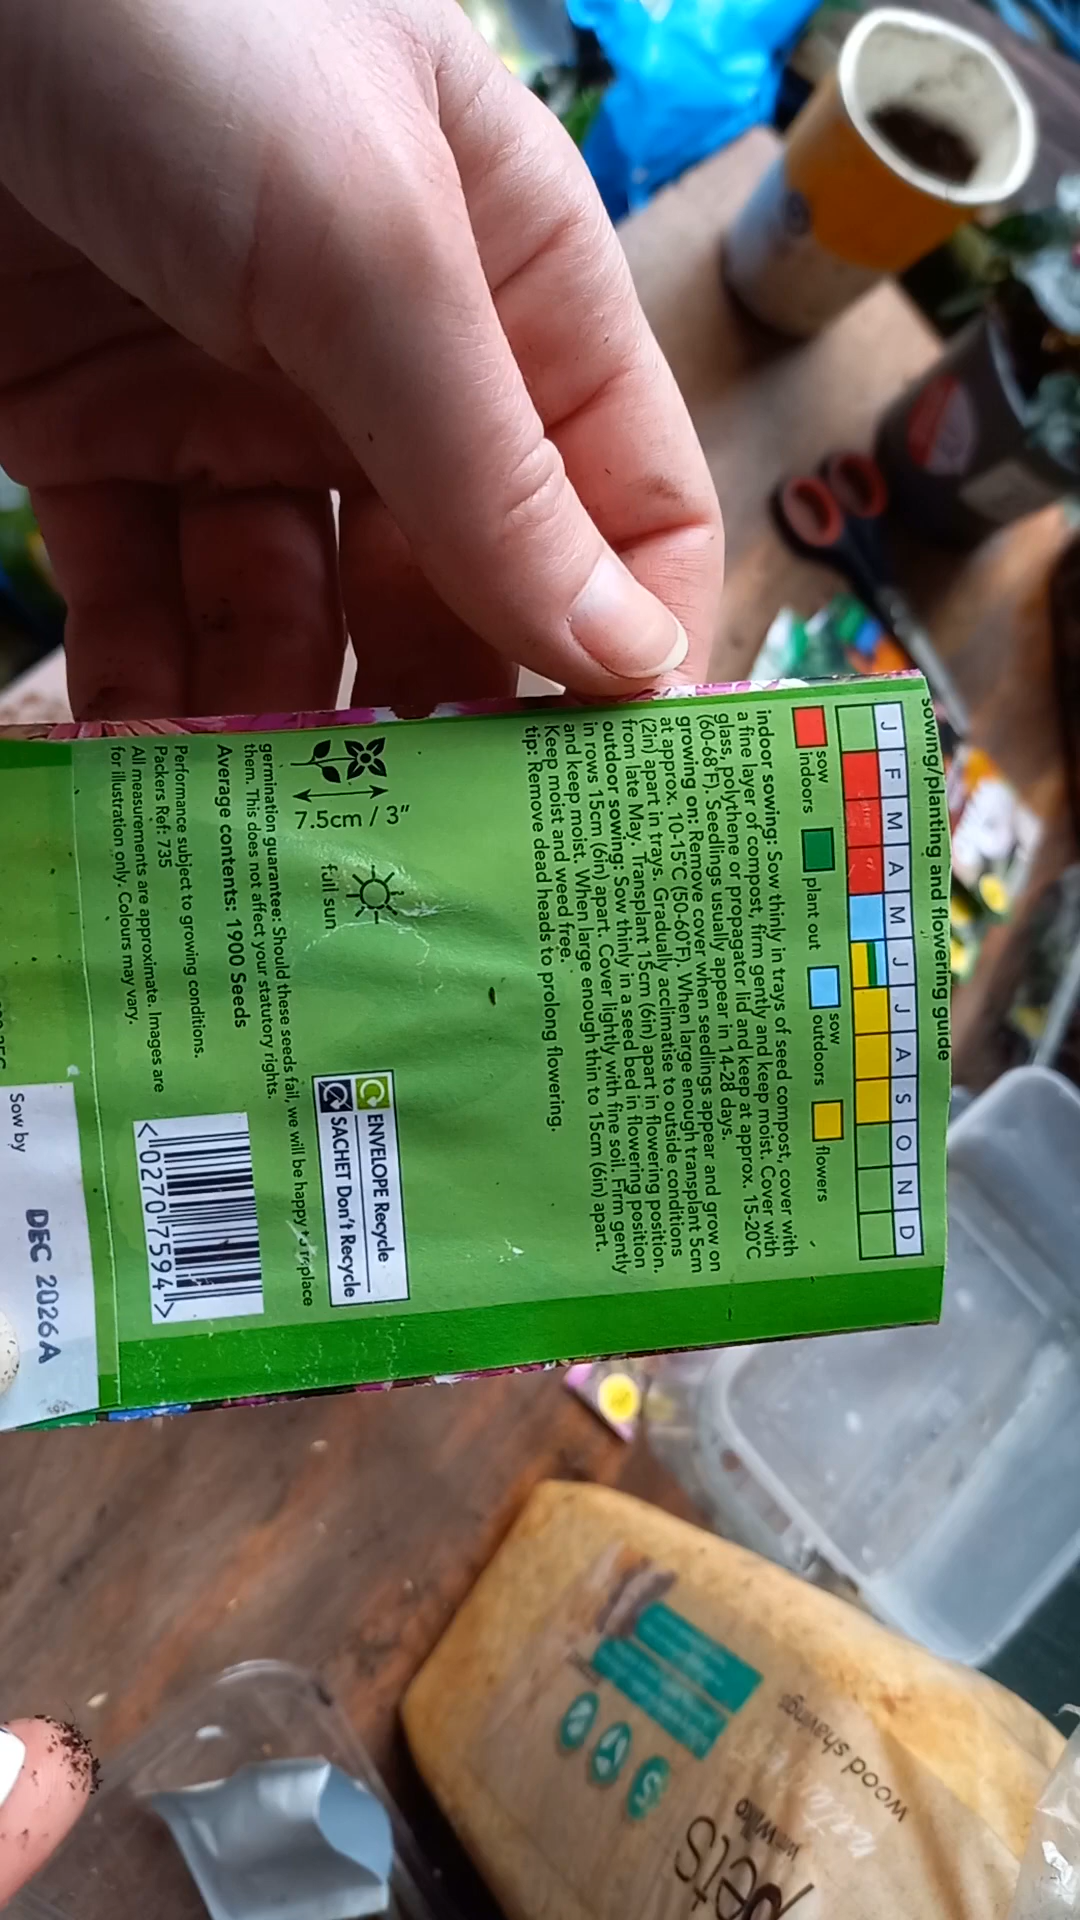 sowing/planting and flowering guide
J F M A M J J A S O N D
sow indoors
plant out
sow outdoors
flowers
indoor sowing: Sow thinly in trays of seed compost, cover with
a fine layer of compost, firm gently and keep moist. Cover with
glass, polythene or propagator lid and keep at approx. 15-20°C
(60-68°F). Seedlings usually appear in 14-28 days.
growing on: Remove cover when seedlings appear and grow on
at approx. 10-15°C (50-60°F). When large enough transplant 5cm
(2in) apart in trays. Gradually acclimatise to outside conditions
from late May. Transplant 15cm (6in) apart in flowering position.
outdoor sowing: Sow thinly in a seed bed in flowering position
in rows 15cm (6in) apart. Cover lightly with fine soil. Firm gently
and keep moist. When large enough thin to 15cm (6in) apart.
Keep moist and weed free.
tip: Remove dead heads to prolong flowering.
7.5cm / 3"
full sun
ENVELOPE Recycle
SACHET Don't Recycle
germination guarantee: Should these seeds fail, we will be happy to replace
them. This does not affect your statutory rights.
Average contents: 1900 Seeds
Performance subject to growing conditions.
Packers Ref: 735
All measurements are approximate. Images are
for illustration only. Colours may vary.
<02707594>
Sow by
DEC 2026A
wood shavings
pets
Wilko